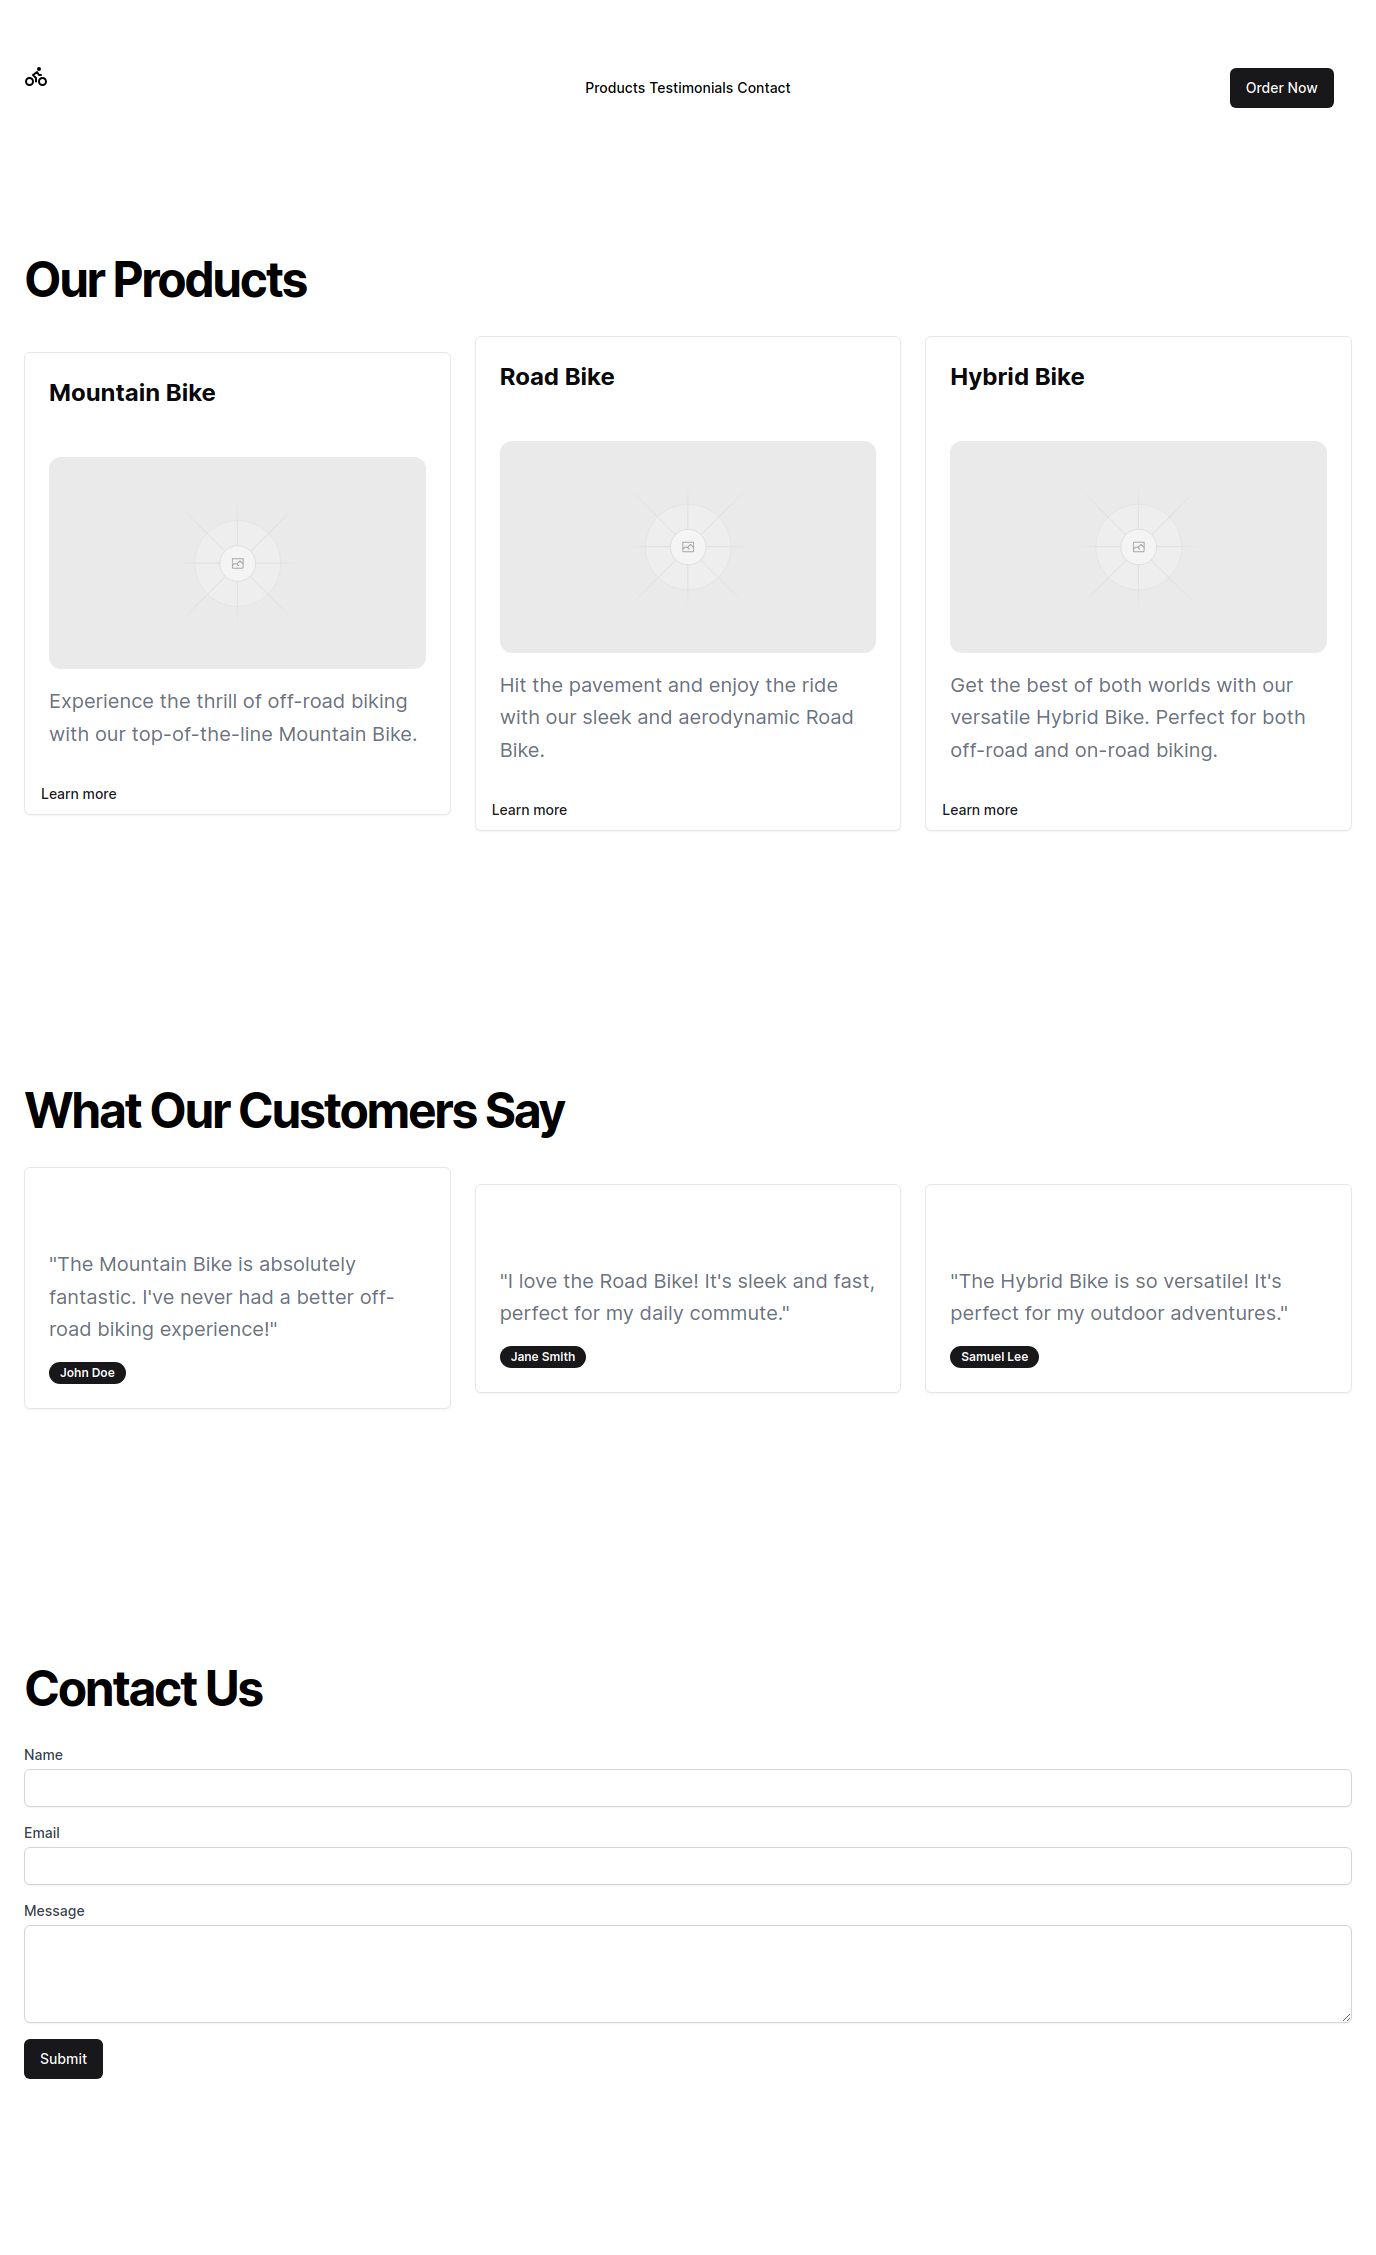 Products Testimonials Contact
Order Now
Our Products
Mountain Bike
Experience the thrill of off-road biking
with our top-of-the-line Mountain Bike.
Learn more
Road Bike
Hit the pavement and enjoy the ride
with our sleek and aerodynamic Road
Bike.
Learn more
Hybrid Bike
Get the best of both worlds with our
versatile Hybrid Bike. Perfect for both
off-road and on-road biking.
Learn more
What Our Customers Say
"The Mountain Bike is absolutely
fantastic. I've never had a better off-
road biking experience!"
John Doe
"I love the Road Bike! It's sleek and fast,
perfect for my daily commute."
Jane Smith
"The Hybrid Bike is so versatile! It's
perfect for my outdoor adventures."
Samuel Lee
Contact Us
Name
Email
Message
Submit